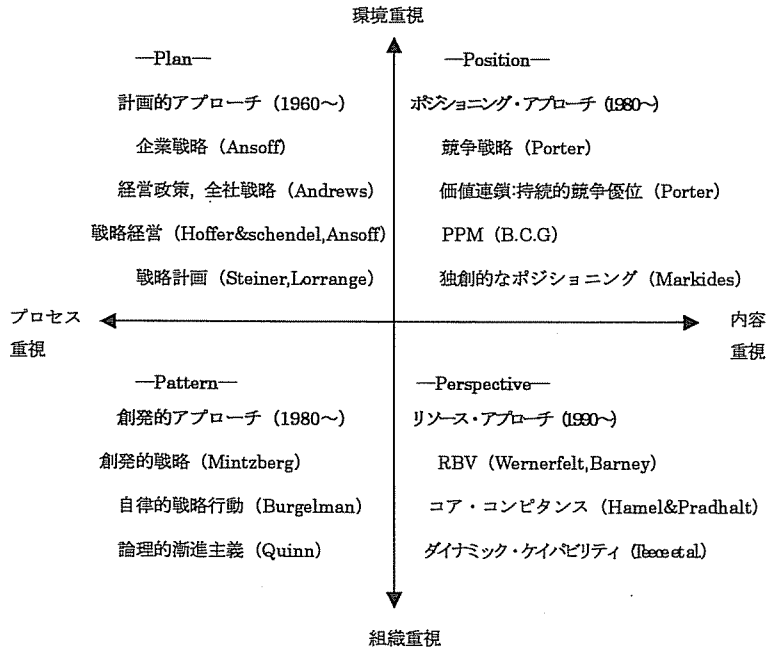 環境重視
―Plan―
計画的アプローチ（1960～）
企業戦略（Ansoff）
経営政策，全社戦略（Andrews）
戦略経営（Hoffer&schendel,Ansoff）
戦略計画（Steiner,Lorrange）
―Position―
ポジショニング・アプローチ（1980～）
競争戦略（Porter）
価値連鎖:持続的競争優位（Porter）
PPM（B.C.G）
独創的なポジショニング（Markides）
プロセス
重視
内容
重視
―Pattern―
創発的アプローチ（1980～）
創発的戦略（Mintzberg）
自律的戦略行動（Burgelman）
論理的漸進主義（Quinn）
―Perspective―
リソース・アプローチ（1990～）
RBV（Wernerfelt,Barney）
コア・コンピタンス（Hamel&Pradhalt）
ダイナミック・ケイパビリティ（Teece et al.）
組織重視